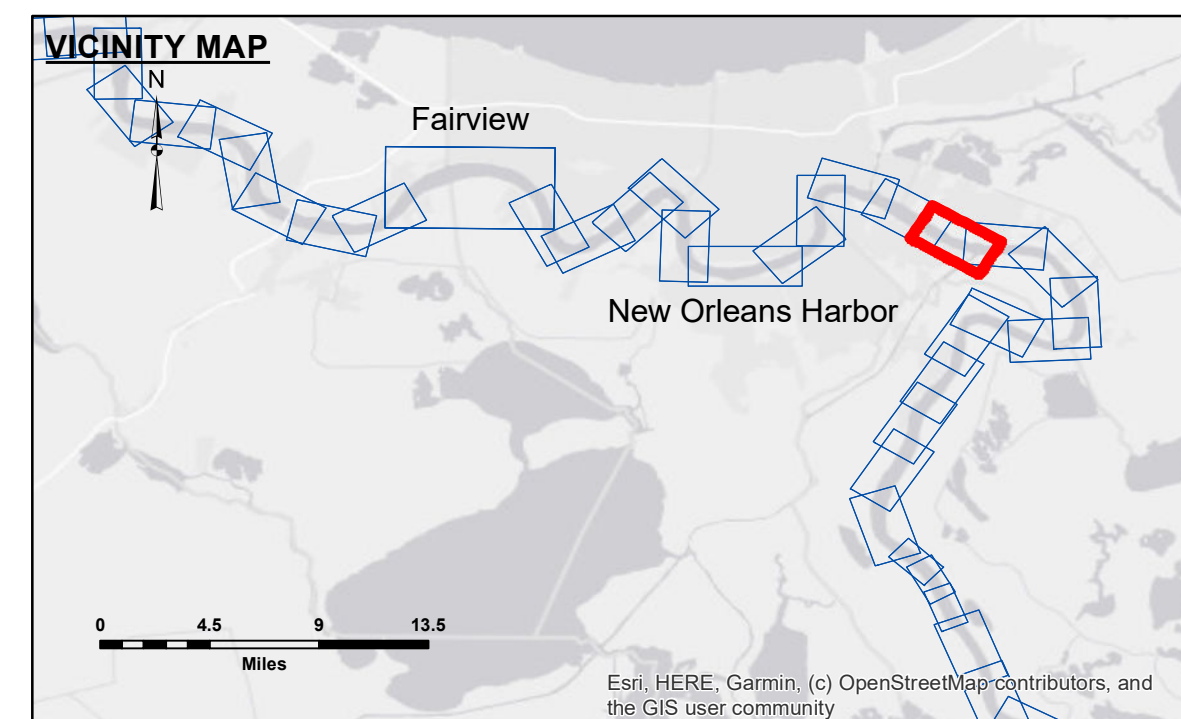 VICINITY MAP
N
Fairview
New Orleans Harbor
0 4.5 9 13.5
Miles
Esri, HERE, Garmin, (c) OpenStreetMap contributors, and
the GIS user community